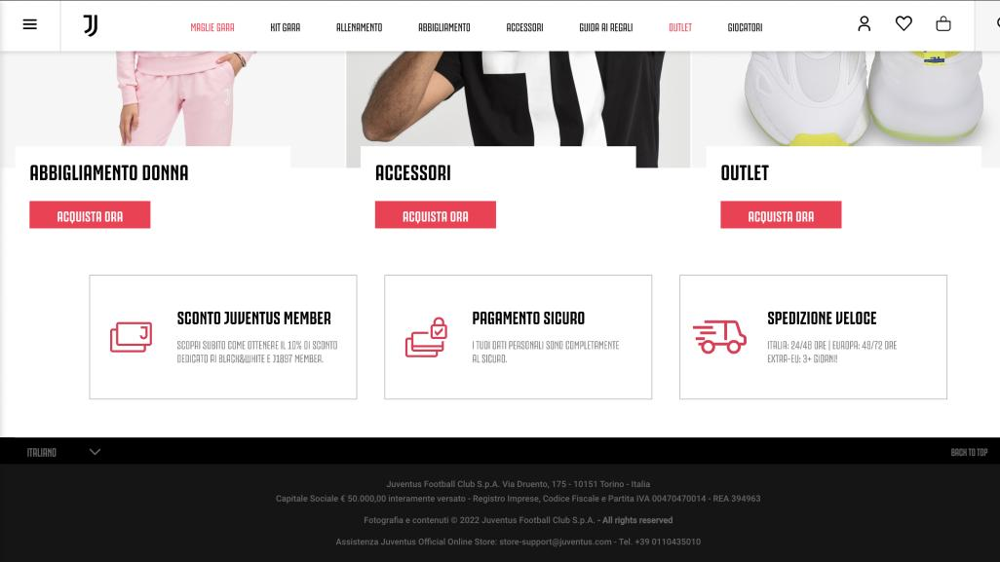 MAGLIE GARA
KIT GARA
ALLENAMENTO
ABBIGLIAMENTO
ACCESSORI
GUIDA AI REGALI
OUTLET
GIOCATORI
ABBIGLIAMENTO DONNA
ACQUISTA ORA
ACCESSORI
ACQUISTA ORA
OUTLET
ACQUISTA ORA
SCONTO JUVENTUS MEMBER
SCOPRI SUBITO COME OTTENERE IL 10% DI SCONTO
DEDICATO AI BLACK&WHITE E J1897 MEMBER.
PAGAMENTO SICURO
I TUOI DATI PERSONALI SONO COMPLETAMENTE
AL SICURO.
SPEDIZIONE VELOCE
ITALIA: 24/48 ORE | EUROPA: 48/72 ORE
EXTRA-EU: 3+ GIORNI!
ITALIANO
BACK TO TOP
Juventus Football Club S.p.A. Via Druento, 175 - 10151 Torino - Italia
Capitale Sociale € 50.000,00 interamente versato - Registro Imprese, Codice Fiscale e Partita IVA 00470470014 - REA 394963
Fotografia e contenuti © 2022 Juventus Football Club S.p.A. - All rights reserved
Assistenza Juventus Official Online Store: store-support@juventus.com - Tel. +39 0110435010